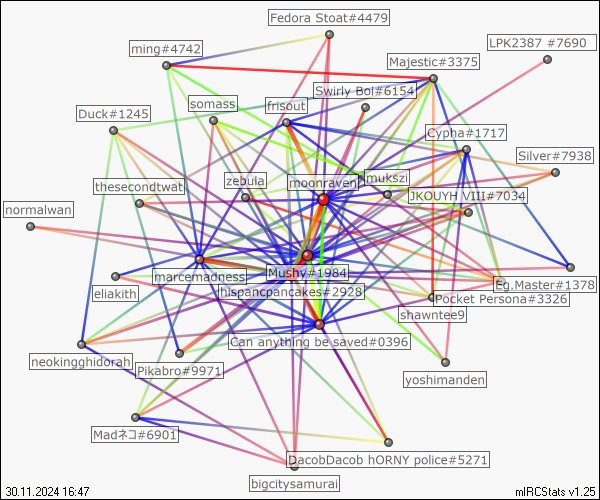 Fedora Stoat#4479
LPK2387 #7690
ming#4742
Majestic#3375
Swirly Boi#6154
somass
frisout
Duck#1245
Cypha#1717
Silver#7938
zebula
moonraven
mukszi
thesecondtwat
JKOUYH VIII#7034
normalwan
Mushy#1984
marcemadness
Eg.Master#1378
eliakith
hispancpancakes#2928
Pocket Persona#3326
shawntee9
Can anything be saved#0396
neokingghidorah
Pikabro#9971
yoshimanden
Madネコ#6901
DacobDacob hORNY police#5271
bigcitysamurai
30.11.2024 16:47
mIRCStats v1.25